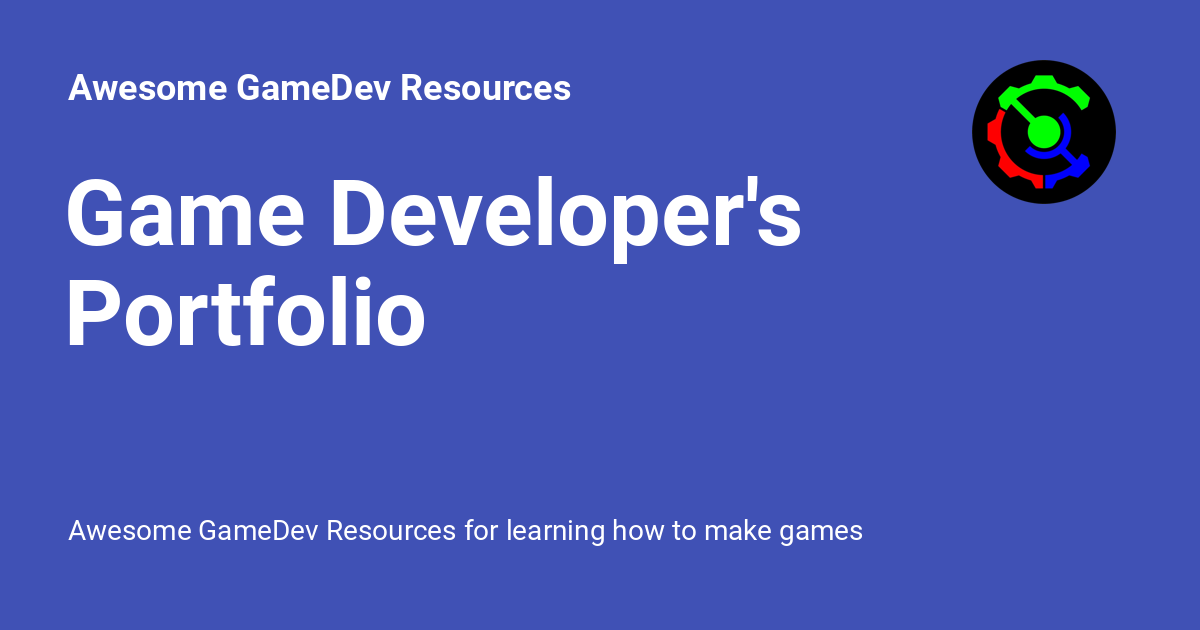 Awesome GameDev Resources
Game Developer's
Portfolio
Awesome GameDev Resources for learning how to make games